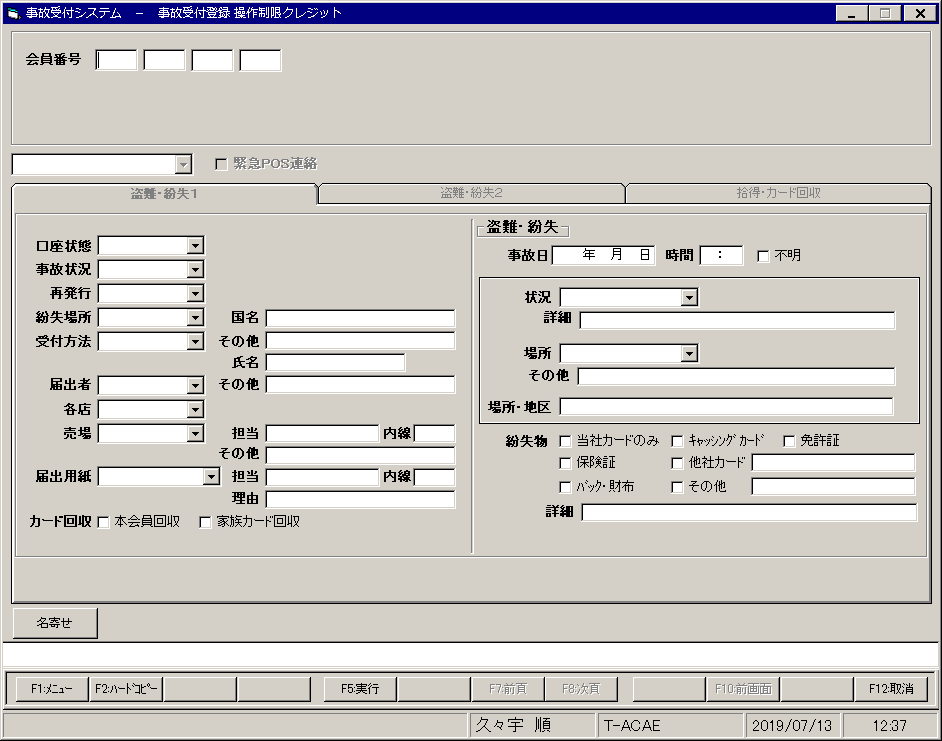 事故受付システム － 事故受付登録 操作制限クレジット
会員番号
緊急POS連絡
盗難・紛失1 盗難・紛失2 拾得・カード回収
口座状態
事故状況
再発行
紛失場所 国名
受付方法 その他
氏名
届出者 その他
各店
売場 担当 内線
その他
届出用紙 担当 内線
理由
カード回収 本会員回収 家族カード回収
盗難・紛失
事故日 年 月 日 時間 : 不明
状況
詳細
場所
その他
場所・地区
紛失物 当社カードのみ ｷｬｯｼﾝｸﾞｶｰﾄﾞ 免許証
保険証 他社カード
ﾊﾞｯｸ・財布 その他
詳細
名寄せ
F1:ﾒﾆｭｰ F2:ﾊｰﾄﾞｺﾋﾟｰ F5:実行 F7:前頁 F8:次頁 F10:前画面 F12:取消
久々宇 順 T-ACAE 2019/07/13 12:37